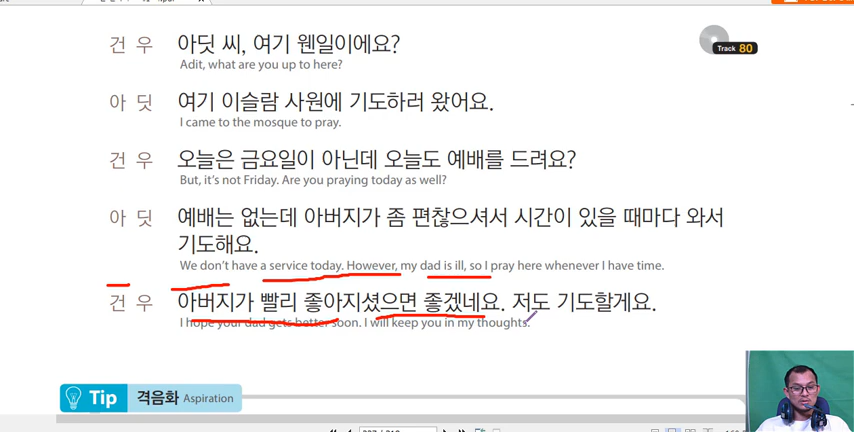 Track 80
건 우 아딧 씨, 여기 웬일이에요?
Adit, what are you up to here?
아 딧 여기 이슬람 사원에 기도하러 왔어요.
I came to the mosque to pray.
건 우 오늘은 금요일이 아닌데 오늘도 예배를 드려요?
But, it's not Friday. Are you praying today as well?
아 딧 예배는 없는데 아버지가 좀 편찮으셔서 시간이 있을 때마다 와서
기도해요.
We don't have a service today. However, my dad is ill, so I pray here whenever I have time.
건 우 아버지가 빨리 좋아지셨으면 좋겠네요. 저도 기도할게요.
I hope your dad gets better soon. I will keep you in my thoughts.
Tip 격음화 Aspiration